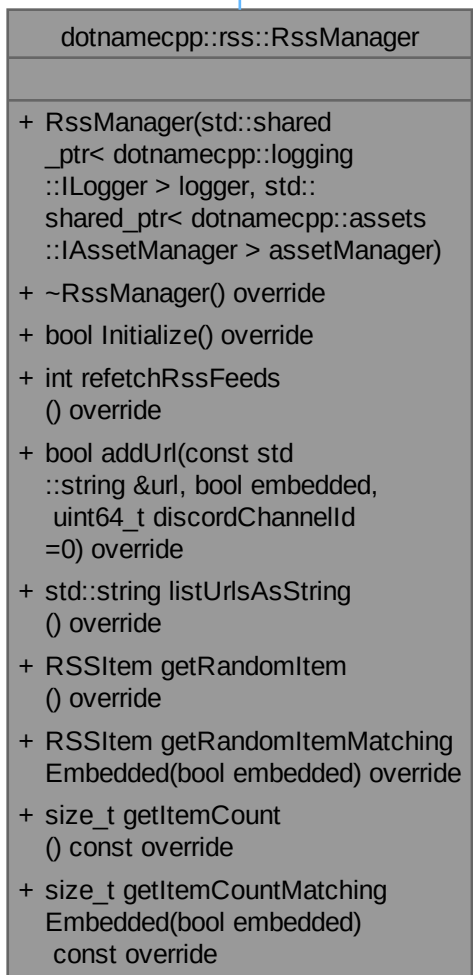 dotnamecpp::rss::RssManager
+ RssManager(std::shared
_ptr< dotnamecpp::logging
::ILogger > logger, std::
shared_ptr< dotnamecpp::assets
::IAssetManager > assetManager)
+ ~RssManager() override
+ bool Initialize() override
+ int refetchRssFeeds
() override
+ bool addUrl(const std
::string &url, bool embedded,
uint64_t discordChannelId
=0) override
+ std::string listUrlsAsString
() override
+ RSSItem getRandomItem
() override
+ RSSItem getRandomItemMatching
Embedded(bool embedded) override
+ size_t getItemCount
() const override
+ size_t getItemCountMatching
Embedded(bool embedded)
const override